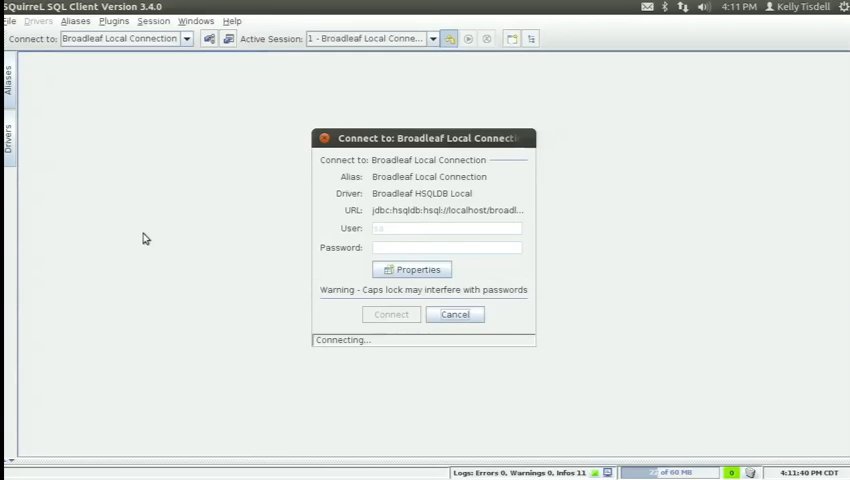 SQuirreL SQL Client Version 3.4.0
4:11 PM
Kelly Tisdell
File Drivers Aliases Plugins Session Windows Help
Connect to: Broadleaf Local Connection
Active Session: 1 - Broadleaf Local Conne...
Aliases
Drivers
Connect to: Broadleaf Local Connecti
Connect to: Broadleaf Local Connection
Alias: Broadleaf Local Connection
Driver: Broadleaf HSQLDB Local
URL: jdbc:hsqldb:hsql://localhost/broadl...
User: sa
Password:
Properties
Warning - Caps lock may interfere with passwords
Connect Cancel
Connecting...
Logs: Errors 0, Warnings 0, Infos 11
22 of 60 MB
0
4:11:40 PM CDT